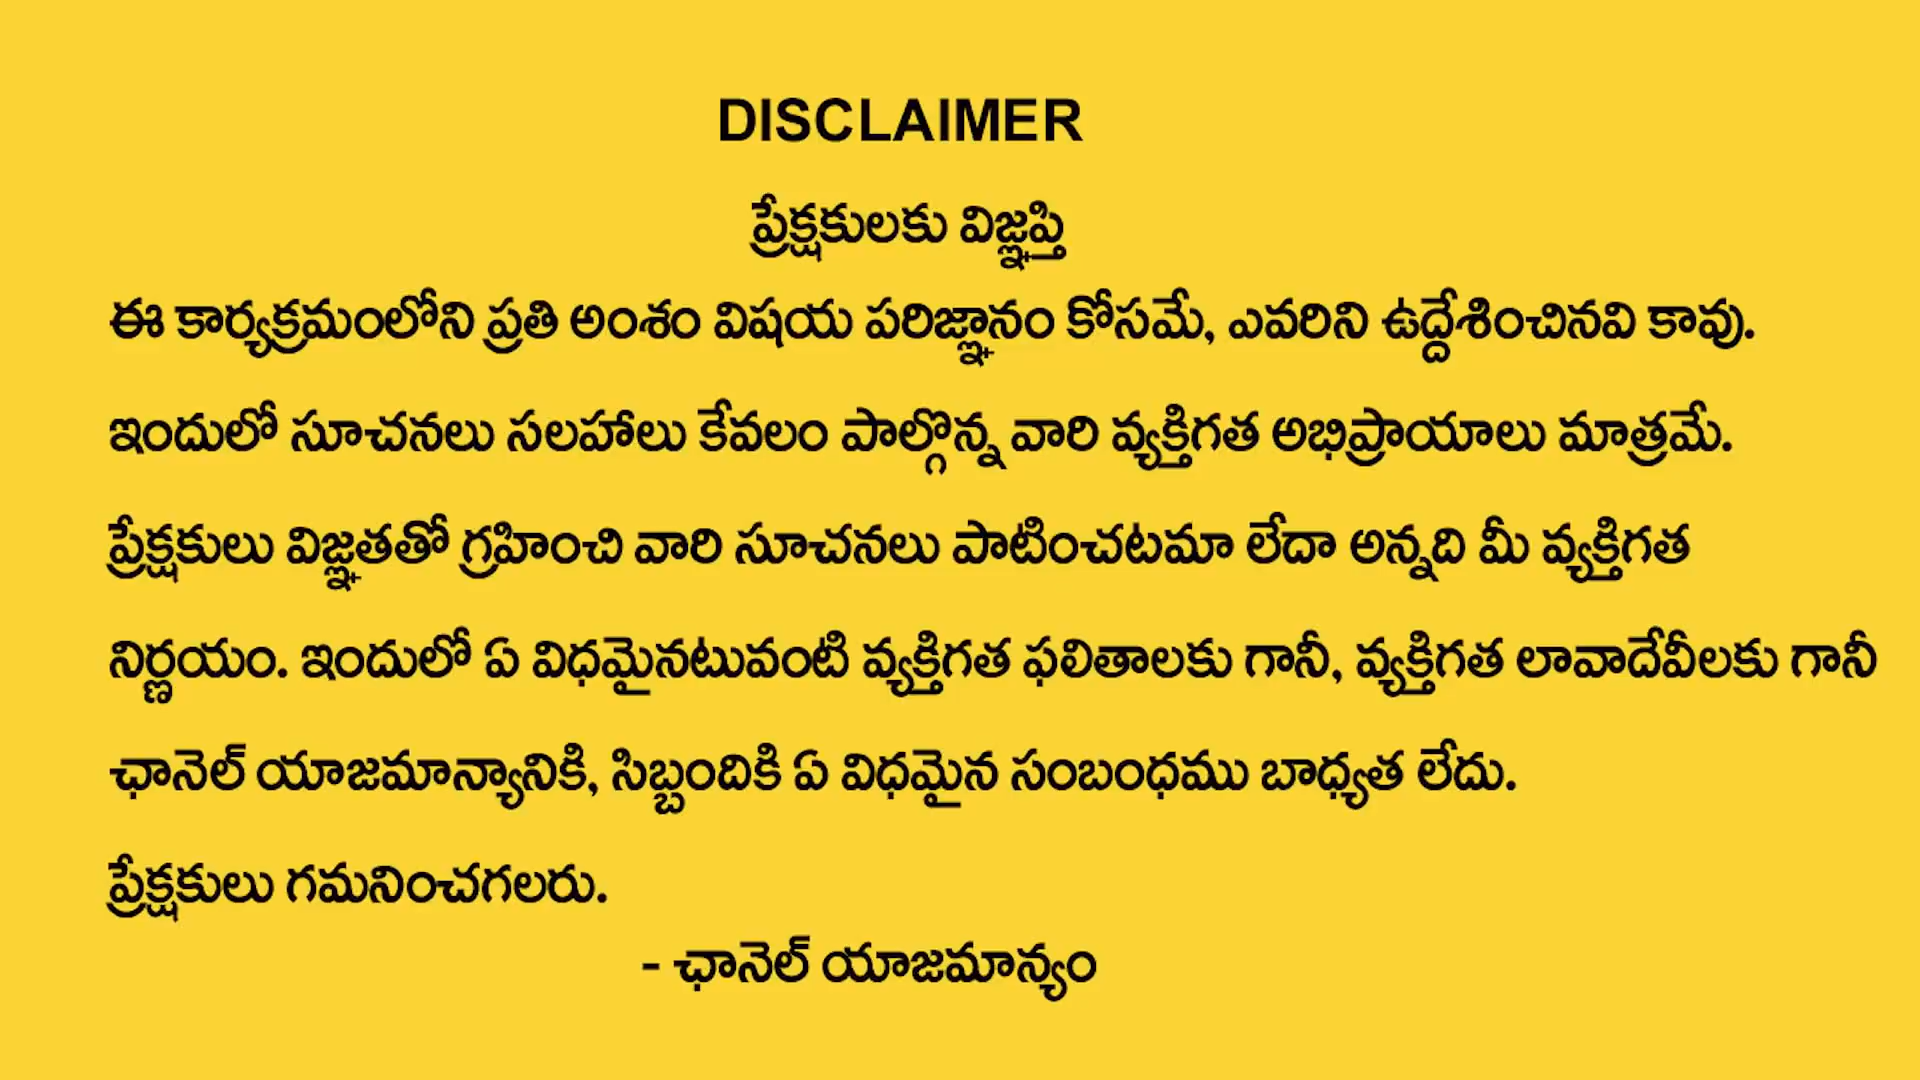 DISCLAIMER
ప్రేక్షకులకు విజ్ఞప్తి
ఈ కార్యక్రమంలోని ప్రతి అంశం విషయ పరిజ్ఞానం కోసమే, ఎవరిని ఉద్దేశించినవి కావు.
ఇందులో సూచనలు సలహాలు కేవలం పాల్గొన్న వారి వ్యక్తిగత అభిప్రాయాలు మాత్రమే.
ప్రేక్షకులు విజ్ఞతతో గ్రహించి వారి సూచనలు పాటించటమా లేదా అన్నది మీ వ్యక్తిగత
నిర్ణయం. ఇందులో ఏ విధమైనటువంటి వ్యక్తిగత ఫలితాలకు గానీ, వ్యక్తిగత లావాదేవీలకు గానీ
ఛానెల్ యాజమాన్యానికి, సిబ్బందికి ఏ విధమైన సంబంధము బాధ్యత లేదు.
ప్రేక్షకులు గమనించగలరు.
- ఛానెల్ యాజమాన్యం